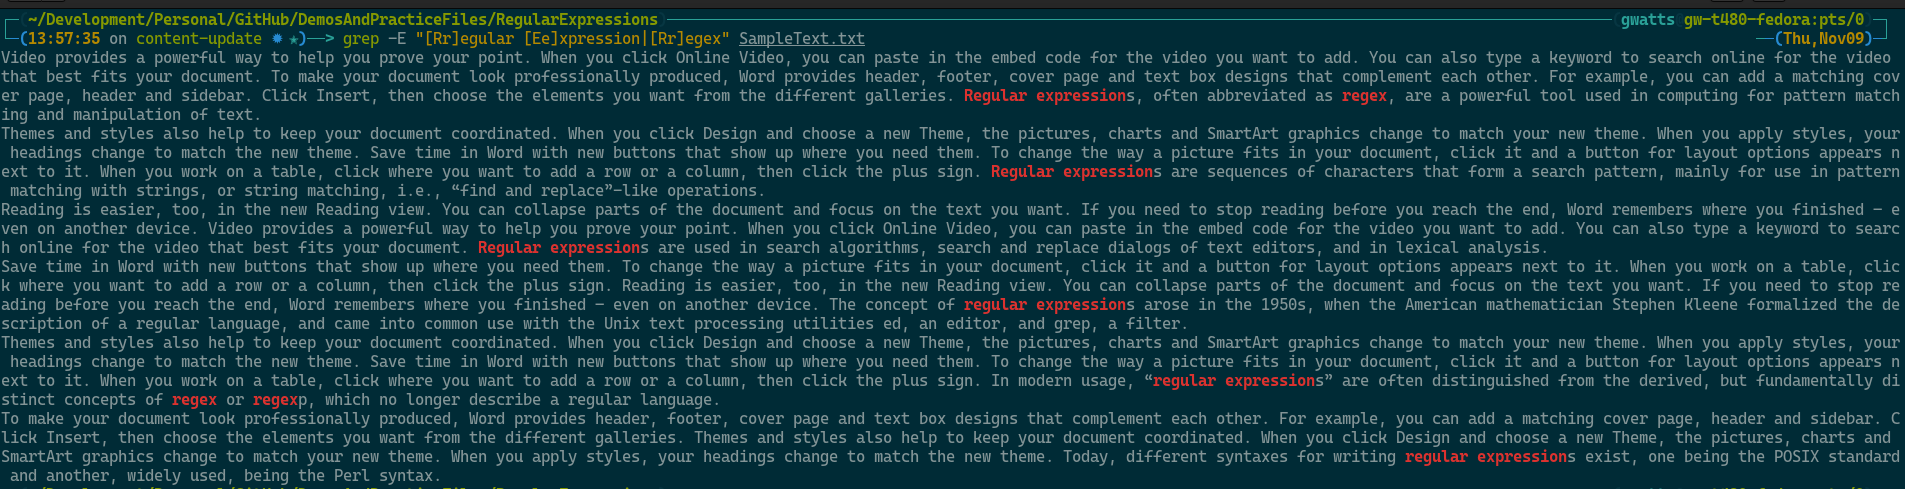 (~/Development/Personal/GitHub/DemosAndPracticeFiles/RegularExpressions) (gwatts gw-t480-fedora:pts/0)
(13:57:35 on content-update ✹ ✭)──> grep -E "[Rr]egular [Ee]xpression|[Rr]egex" SampleText.txt ──(Thu,Nov09)
Video provides a powerful way to help you prove your point. When you click Online Video, you can paste in the embed code for the video you want to add. You can also type a keyword to search online for the video
that best fits your document. To make your document look professionally produced, Word provides header, footer, cover page and text box designs that complement each other. For example, you can add a matching cov
er page, header and sidebar. Click Insert, then choose the elements you want from the different galleries. Regular expressions, often abbreviated as regex, are a powerful tool used in computing for pattern match
ing and manipulation of text.
Themes and styles also help to keep your document coordinated. When you click Design and choose a new Theme, the pictures, charts and SmartArt graphics change to match your new theme. When you apply styles, your
headings change to match the new theme. Save time in Word with new buttons that show up where you need them. To change the way a picture fits in your document, click it and a button for layout options appears n
ext to it. When you work on a table, click where you want to add a row or a column, then click the plus sign. Regular expressions are sequences of characters that form a search pattern, mainly for use in pattern
matching with strings, or string matching, i.e., “find and replace”-like operations.
Reading is easier, too, in the new Reading view. You can collapse parts of the document and focus on the text you want. If you need to stop reading before you reach the end, Word remembers where you finished – e
ven on another device. Video provides a powerful way to help you prove your point. When you click Online Video, you can paste in the embed code for the video you want to add. You can also type a keyword to searc
h online for the video that best fits your document. Regular expressions are used in search algorithms, search and replace dialogs of text editors, and in lexical analysis.
Save time in Word with new buttons that show up where you need them. To change the way a picture fits in your document, click it and a button for layout options appears next to it. When you work on a table, clic
k where you want to add a row or a column, then click the plus sign. Reading is easier, too, in the new Reading view. You can collapse parts of the document and focus on the text you want. If you need to stop re
ading before you reach the end, Word remembers where you finished – even on another device. The concept of regular expressions arose in the 1950s, when the American mathematician Stephen Kleene formalized the de
scription of a regular language, and came into common use with the Unix text processing utilities ed, an editor, and grep, a filter.
Themes and styles also help to keep your document coordinated. When you click Design and choose a new Theme, the pictures, charts and SmartArt graphics change to match your new theme. When you apply styles, your
headings change to match the new theme. Save time in Word with new buttons that show up where you need them. To change the way a picture fits in your document, click it and a button for layout options appears n
ext to it. When you work on a table, click where you want to add a row or a column, then click the plus sign. In modern usage, “regular expressions” are often distinguished from the derived, but fundamentally di
stinct concepts of regex or regexp, which no longer describe a regular language.
To make your document look professionally produced, Word provides header, footer, cover page and text box designs that complement each other. For example, you can add a matching cover page, header and sidebar. C
lick Insert, then choose the elements you want from the different galleries. Themes and styles also help to keep your document coordinated. When you click Design and choose a new Theme, the pictures, charts and
SmartArt graphics change to match your new theme. When you apply styles, your headings change to match the new theme. Today, different syntaxes for writing regular expressions exist, one being the POSIX standard
and another, widely used, being the Perl syntax.